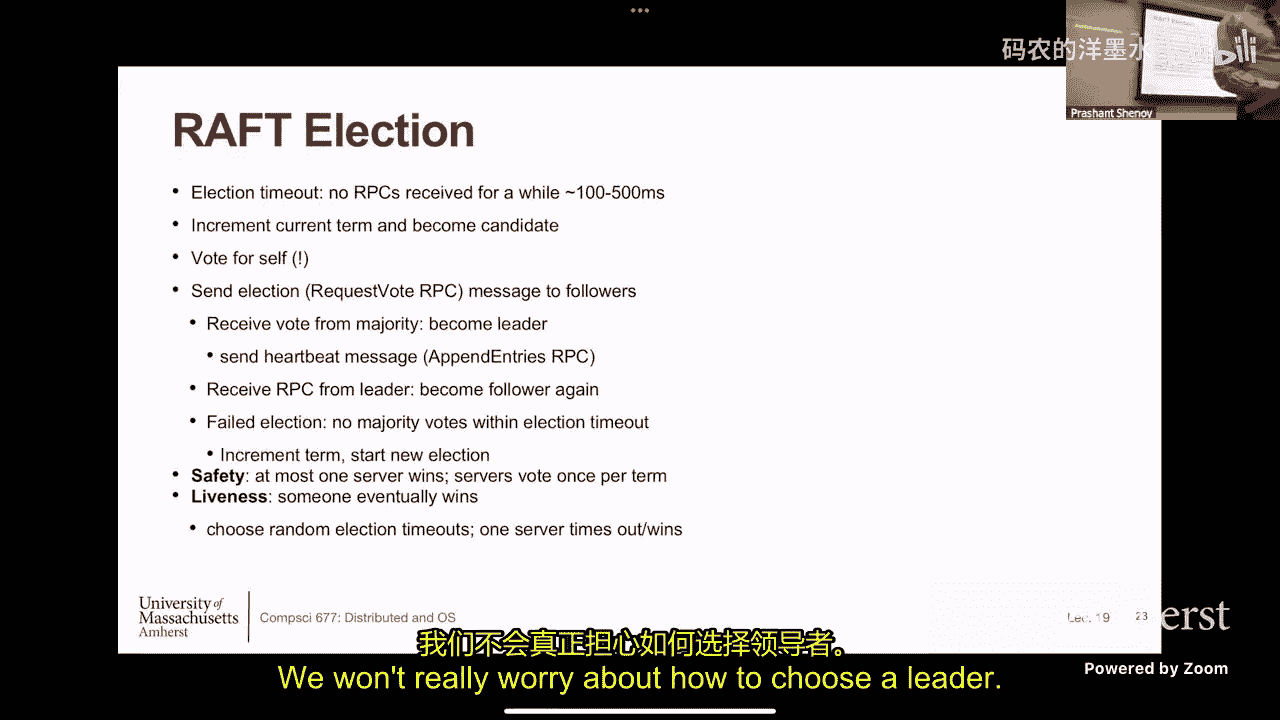 码农的洋墨水
bili
Prashant Shenoy
RAFT Election
• Election timeout: no RPCs received for a while ~100-500ms
• Increment current term and become candidate
• Vote for self (!)
• Send election (RequestVote RPC) message to followers
• Receive vote from majority: become leader
• send heartbeat message (AppendEntries RPC)
• Receive RPC from leader: become follower again
• Failed election: no majority votes within election timeout
• Increment term, start new election
• Safety: at most one server wins; servers vote once per term
• Liveness: someone eventually wins
• choose random election timeouts; one server times out/wins
University of
Massachusetts
Amherst
Compsci 677: Distributed and OS
Lec. 19
23
erst
我们不会真正担心如何选择领导者。
We won't really worry about how to choose a leader.
Powered by Zoom